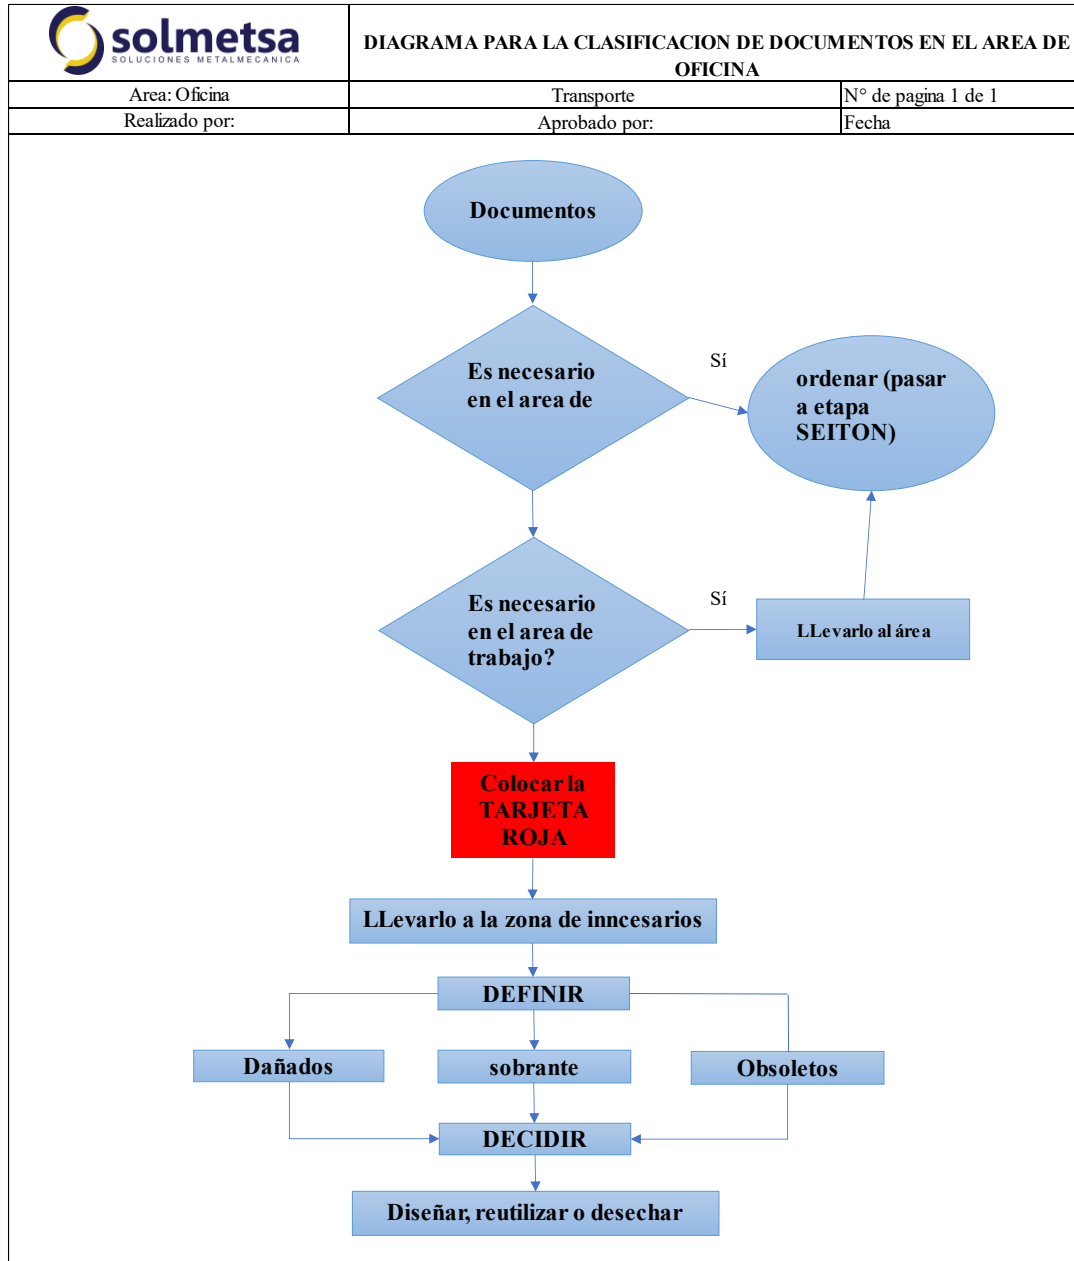 solmetsa
SOLUCIONES METALMECANICA
DIAGRAMA PARA LA CLASIFICACION DE DOCUMENTOS EN EL AREA DE
OFICINA
Area: Oficina
Transporte
N° de pagina 1 de 1
Realizado por:
Aprobado por:
Fecha
Documentos
Es necesario
en el area de
Sí
ordenar (pasar
a etapa
SEITON)
Es necesario
en el area de
trabajo?
Sí
LLevarlo al área
Colocar la
TARJETA
ROJA
LLevarlo a la zona de inncesarios
DEFINIR
Dañados
sobrante
Obsoletos
DECIDIR
Diseñar, reutilizar o desechar